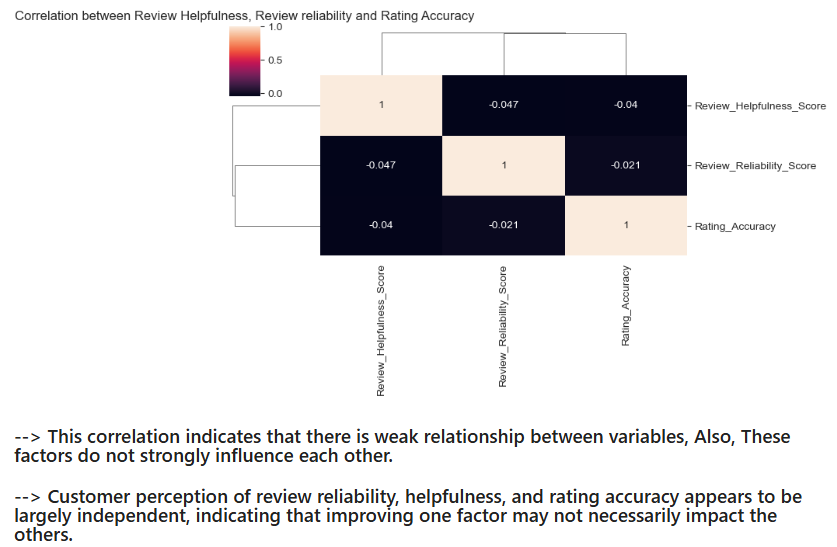 Correlation between Review Helpfulness, Review reliability and Rating Accuracy
1.0
0.5
0.0
1 -0.047 -0.04 Review_Helpfulness_Score
-0.047 1 -0.021 Review_Reliability_Score
-0.04 -0.021 1 Rating_Accuracy
Review_Helpfulness_Score
Review_Reliability_Score
Rating_Accuracy
--> This correlation indicates that there is weak relationship between variables, Also, These
factors do not strongly influence each other.
--> Customer perception of review reliability, helpfulness, and rating accuracy appears to be
largely independent, indicating that improving one factor may not necessarily impact the
others.